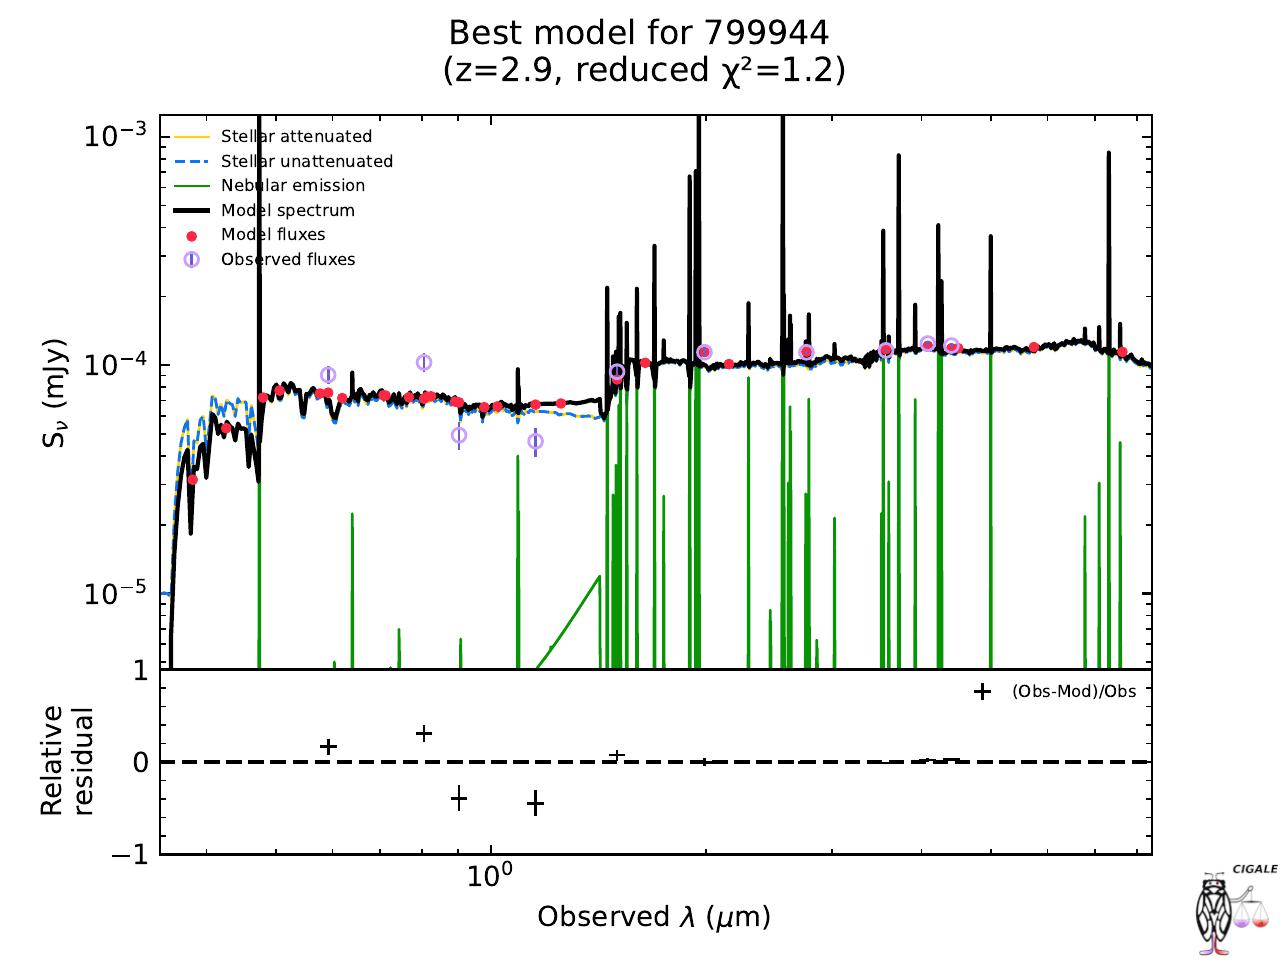 Best model for 799944
(z=2.9, reduced χ²=1.2)
10⁻³
Stellar attenuated
Stellar unattenuated
Nebular emission
Model spectrum
Model fluxes
Observed fluxes
10⁻⁴
Sν (mJy)
10⁻⁵
1
(Obs-Mod)/Obs
Relative
residual
0
−1
10⁰
Observed λ (μm)
CIGALE